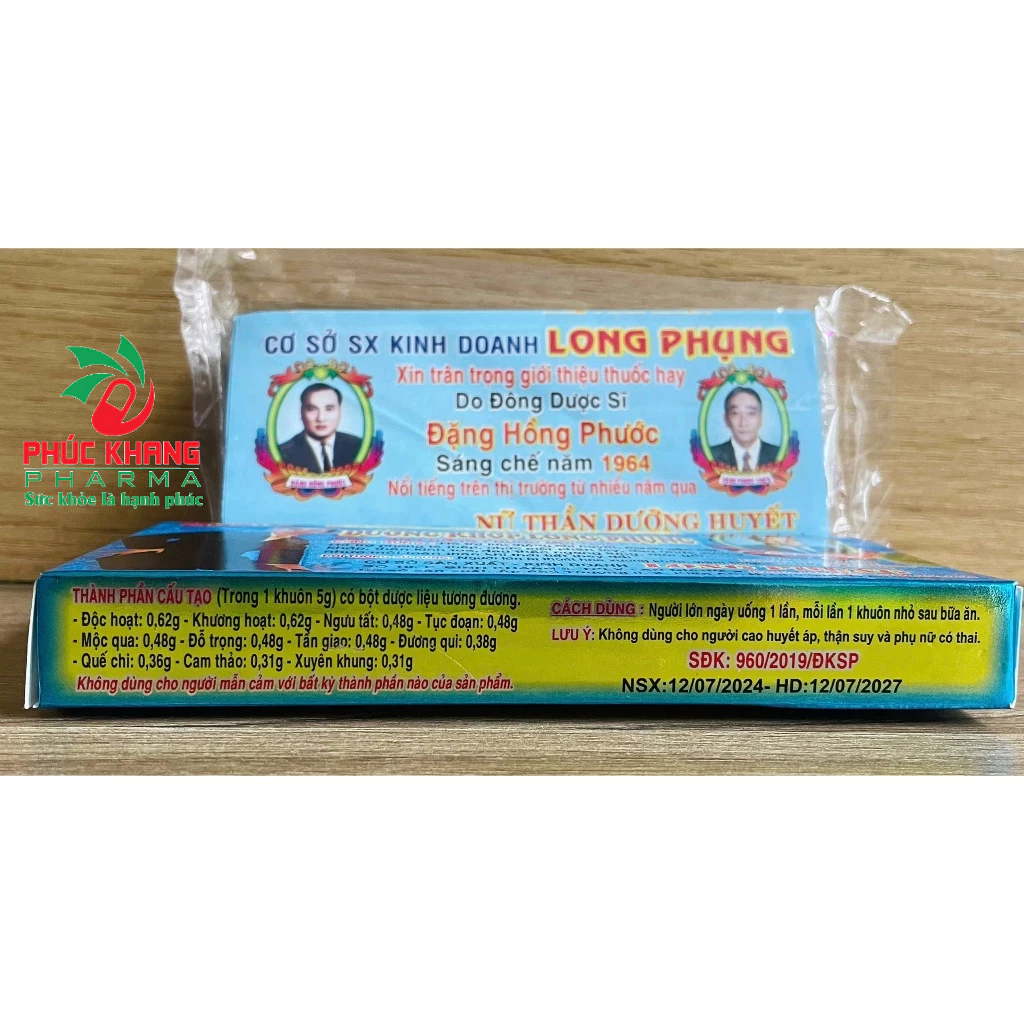 PHÚC KHANG
PHARMA
Sức khỏe là hạnh phúc
CƠ SỞ SX KINH DOANH LONG PHỤNG
Xin trân trọng giới thiệu thuốc hay
Do Đông Dược Sĩ
Đặng Hồng Phước
Sáng chế năm 1964
Nổi tiếng trên thị trường từ nhiều năm qua
ĐẶNG HỒNG PHƯỚC
NỮ THẦN DƯỠNG HUYẾT
THÀNH PHẦN CẤU TẠO (Trong 1 khuôn 5g) có bột dược liệu tương đương.
- Độc hoạt: 0,62g - Khương hoạt: 0,62g - Ngưu tất: 0,48g - Tục đoạn: 0,48g
- Mộc qua: 0,48g - Đỗ trọng: 0,48g - Tần giao: 0,48g - Đương qui: 0,38g
- Quế chi: 0,36g - Cam thảo: 0,31g - Xuyên khung: 0,31g
Không dùng cho người mẫn cảm với bất kỳ thành phần nào của sản phẩm.
CÁCH DÙNG : Người lớn ngày uống 1 lần, mỗi lần 1 khuôn nhỏ sau bữa ăn.
LƯU Ý: Không dùng cho người cao huyết áp, thận suy và phụ nữ có thai.
SĐK: 960/2019/ĐKSP
NSX:12/07/2024- HD:12/07/2027